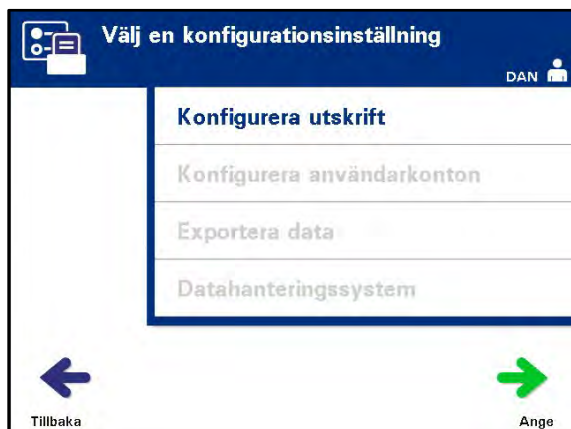 Välj en konfigurationsinställning
DAN
Konfigurera utskrift
Konfigurera användarkonton
Exportera data
Datahanteringssystem
Tillbaka
Ange